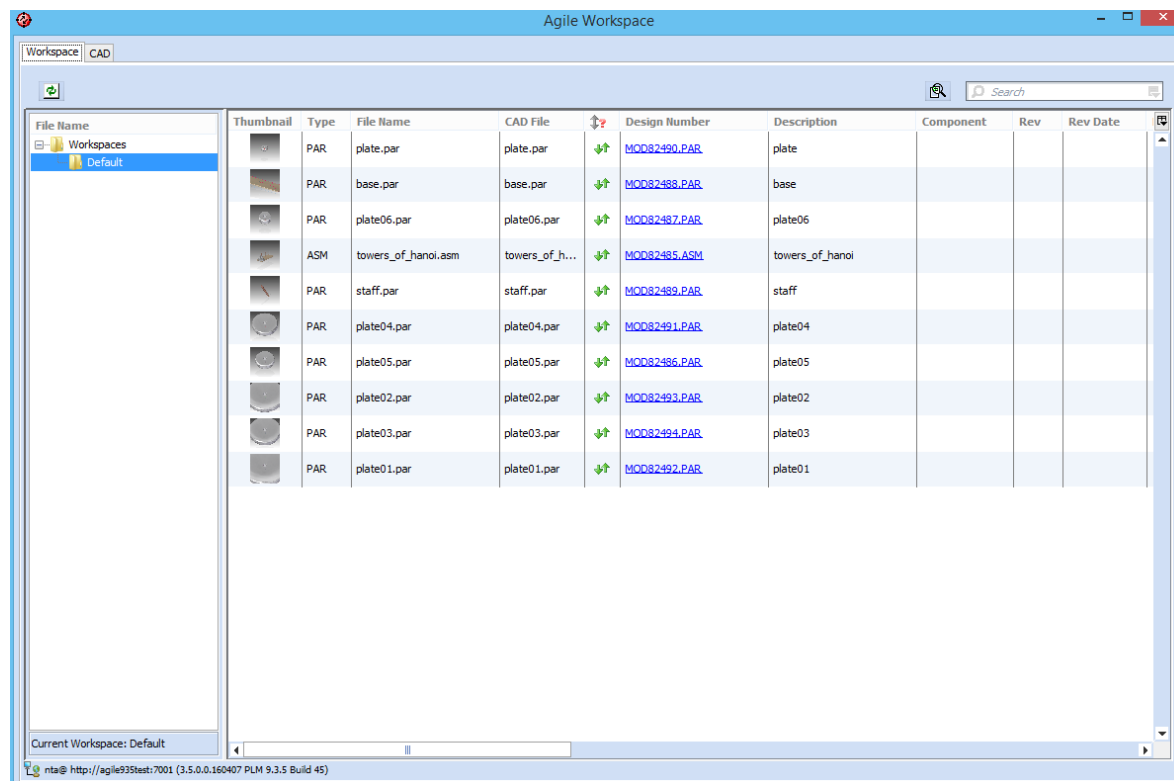 Agile Workspace
Workspace CAD
Search
File Name
Workspaces
Default
Thumbnail Type File Name CAD File ? Design Number Description Component Rev Rev Date
PAR plate.par plate.par MOD82490.PAR plate
PAR base.par base.par MOD82488.PAR base
PAR plate06.par plate06.par MOD82487.PAR plate06
ASM towers_of_hanoi.asm towers_of_h... MOD82485.ASM towers_of_hanoi
PAR staff.par staff.par MOD82489.PAR staff
PAR plate04.par plate04.par MOD82491.PAR plate04
PAR plate05.par plate05.par MOD82486.PAR plate05
PAR plate02.par plate02.par MOD82493.PAR plate02
PAR plate03.par plate03.par MOD82494.PAR plate03
PAR plate01.par plate01.par MOD82492.PAR plate01
Current Workspace: Default
nta@ http://agile935test:7001 (3.5.0.0.160407 PLM 9.3.5 Build 45)